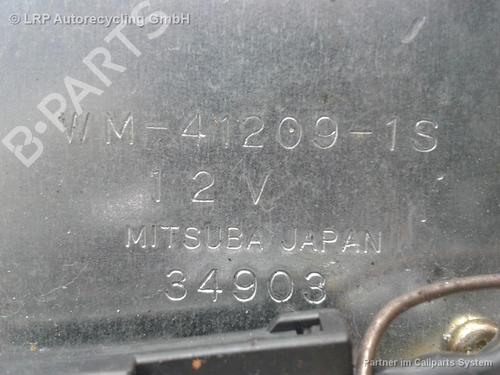 © LRP Autorecycling GmbH
B-PARTS
WM-41209-1S
12V
MITSUBA JAPAN
34903
Partner im Callparts System